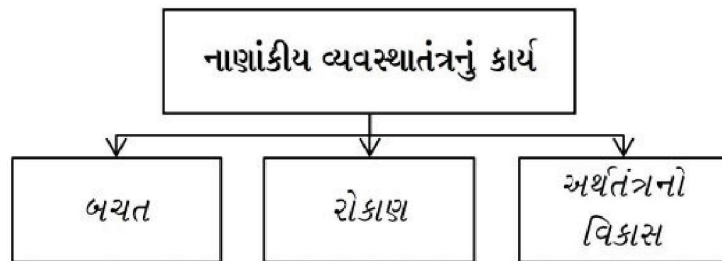 નાણાંકીય વ્યવસ્થાતંત્રનું કાર્ય
બચત
રોકાણ
અર્થતંત્રનો
વિકાસ